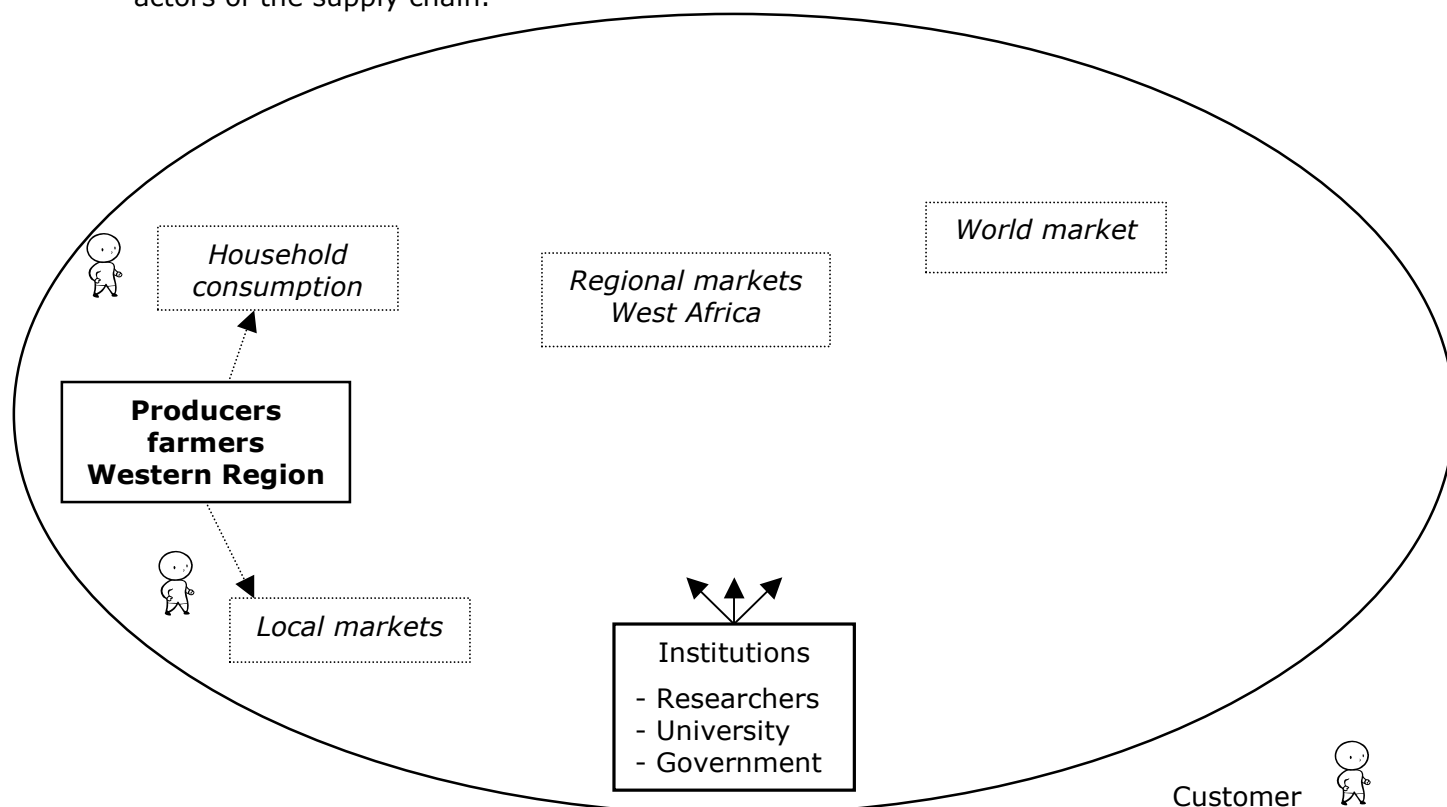 actors of the supply chain.
Household
consumption
Regional markets
West Africa
World market
Producers
farmers
Western Region
Local markets
Institutions
- Researchers
- University
- Government
Customer